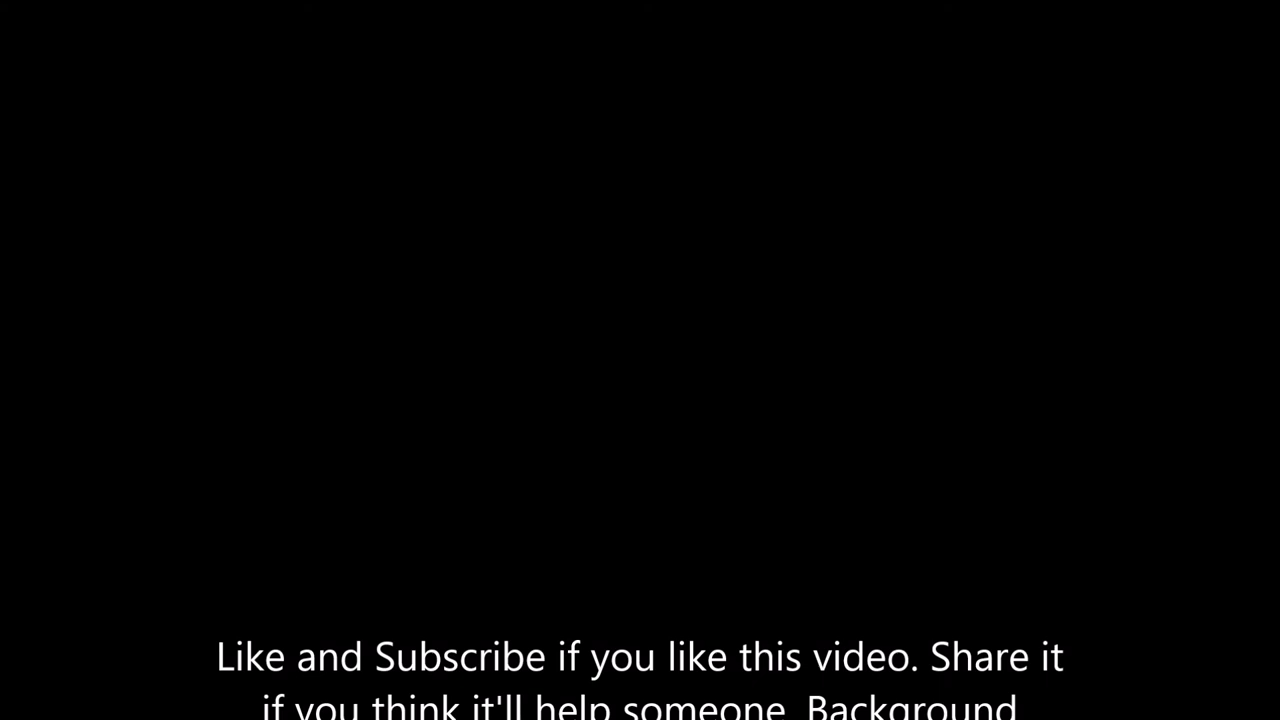 Like and Subscribe if you like this video. Share it
if you think it'll help someone. Background